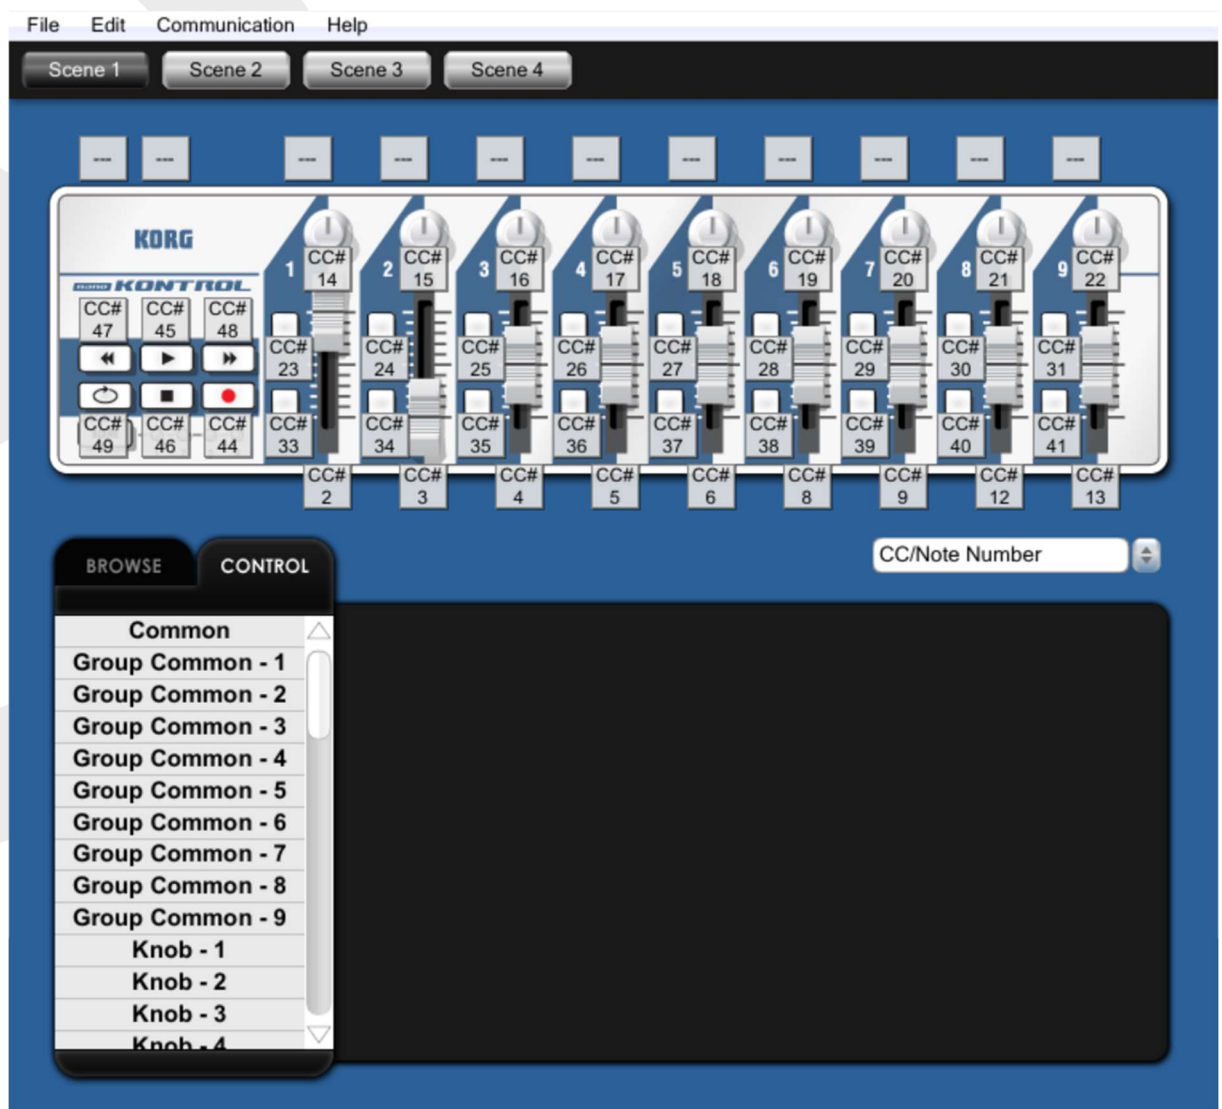 File Edit Communication Help
Scene 1 Scene 2 Scene 3 Scene 4
--- --- --- --- --- --- --- --- --- --- ---
KORG
nano KONTROL
1 2 3 4 5 6 7 8 9
CC# CC# CC# CC# CC# CC# CC# CC# CC#
14 15 16 17 18 19 20 21 22
CC# CC# CC#
47 45 48
CC# CC# CC# CC# CC# CC# CC# CC# CC#
23 24 25 26 27 28 29 30 31
CC# CC# CC# CC# CC# CC# CC# CC# CC# CC# CC# CC#
49 46 44 33 34 35 36 37 38 39 40 41
CC# CC# CC# CC# CC# CC# CC# CC# CC#
2 3 4 5 6 8 9 12 13
BROWSE CONTROL
CC/Note Number
Common
Group Common - 1
Group Common - 2
Group Common - 3
Group Common - 4
Group Common - 5
Group Common - 6
Group Common - 7
Group Common - 8
Group Common - 9
Knob - 1
Knob - 2
Knob - 3
Knob - 4